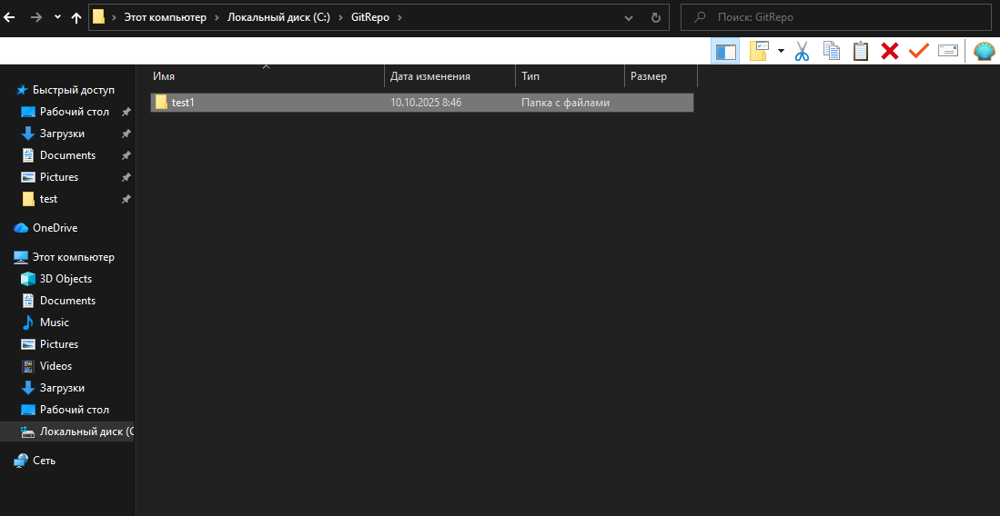 Этот компьютер › Локальный диск (C:) › GitRepo ›
Поиск: GitRepo
Имя Дата изменения Тип Размер
test1 10.10.2025 8:46 Папка с файлами
Быстрый доступ
Рабочий стол
Загрузки
Documents
Pictures
test
OneDrive
Этот компьютер
3D Objects
Documents
Music
Pictures
Videos
Загрузки
Рабочий стол
Локальный диск (C
Сеть